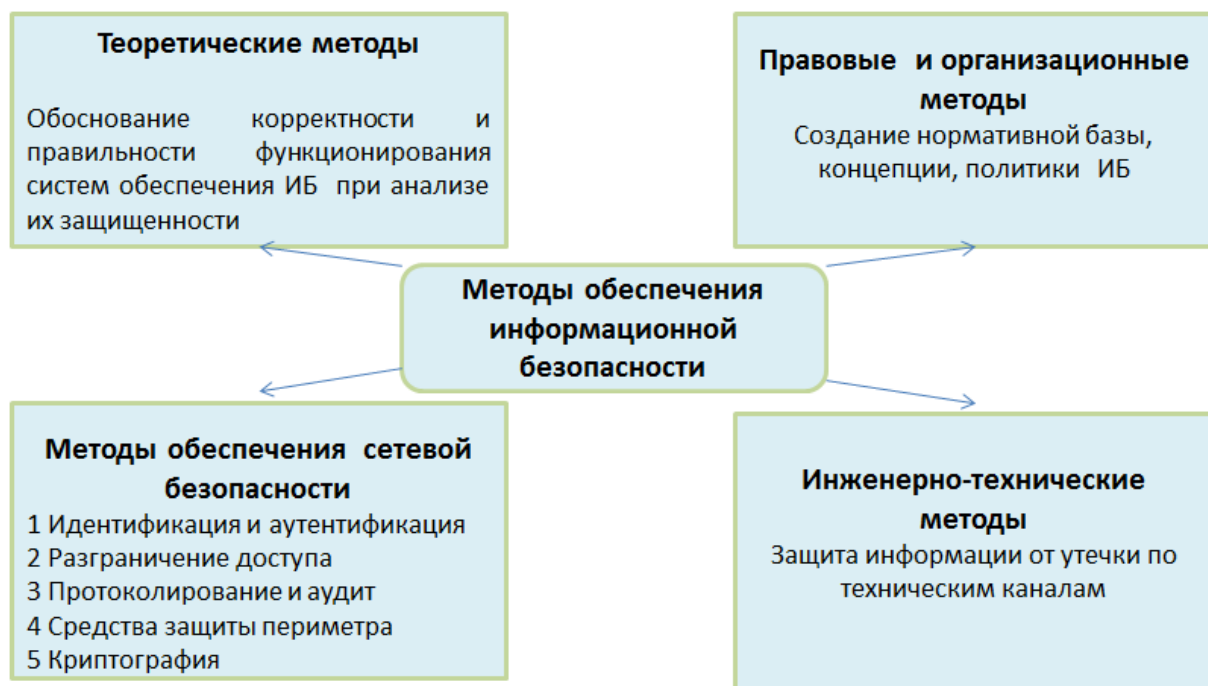 Теоретические методы
Обоснование корректности и
правильности функционирования
систем обеспечения ИБ при анализе
их защищенности
Правовые и организационные
методы
Создание нормативной базы,
концепции, политики ИБ
Методы обеспечения
информационной
безопасности
Методы обеспечения сетевой
безопасности
1 Идентификация и аутентификация
2 Разграничение доступа
3 Протоколирование и аудит
4 Средства защиты периметра
5 Криптография
Инженерно-технические
методы
Защита информации от утечки по
техническим каналам